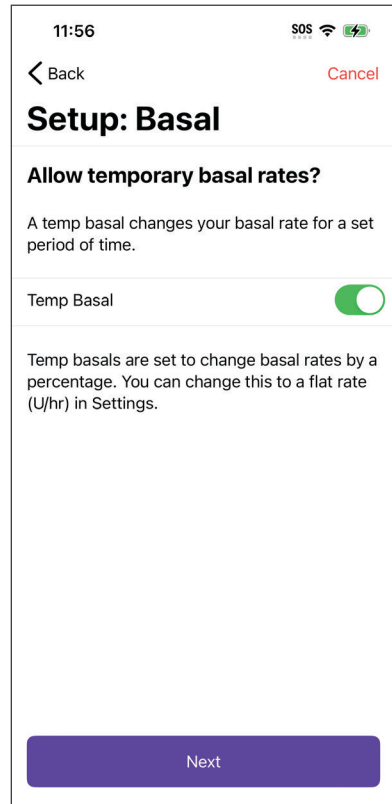 11:56 SOS
Back Cancel
Setup: Basal
Allow temporary basal rates?
A temp basal changes your basal rate for a set
period of time.
Temp Basal
Temp basals are set to change basal rates by a
percentage. You can change this to a flat rate
(U/hr) in Settings.
Next